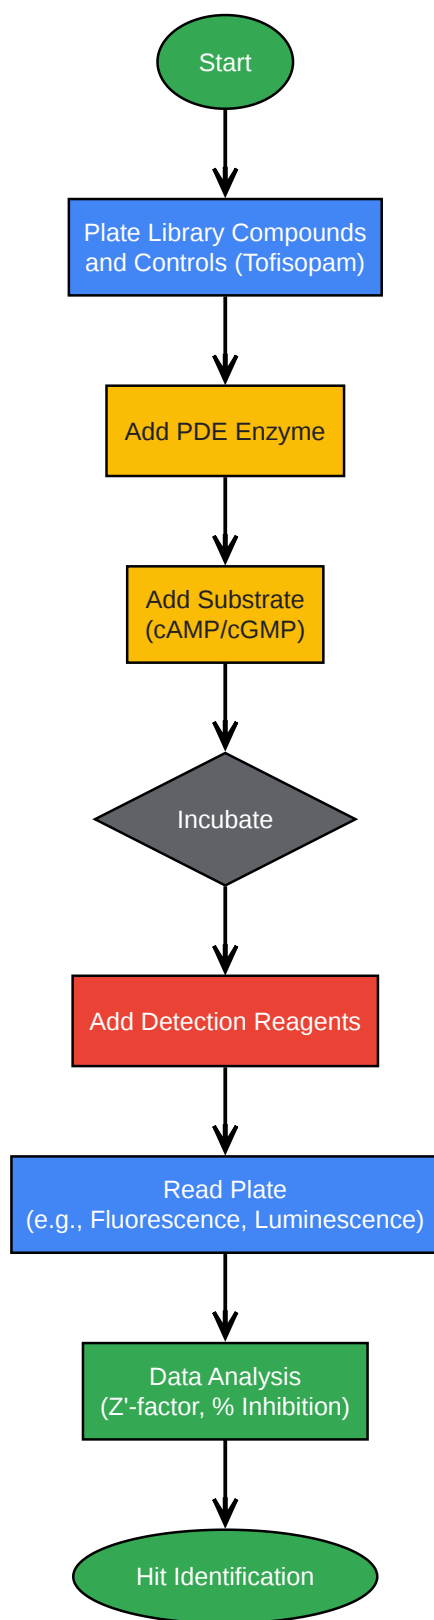 Start
Plate Library Compounds
and Controls (Tofisopam)
Add PDE Enzyme
Add Substrate
(cAMP/cGMP)
Incubate
Add Detection Reagents
Read Plate
(e.g., Fluorescence, Luminescence)
Data Analysis
(Z'-factor, % Inhibition)
Hit Identification